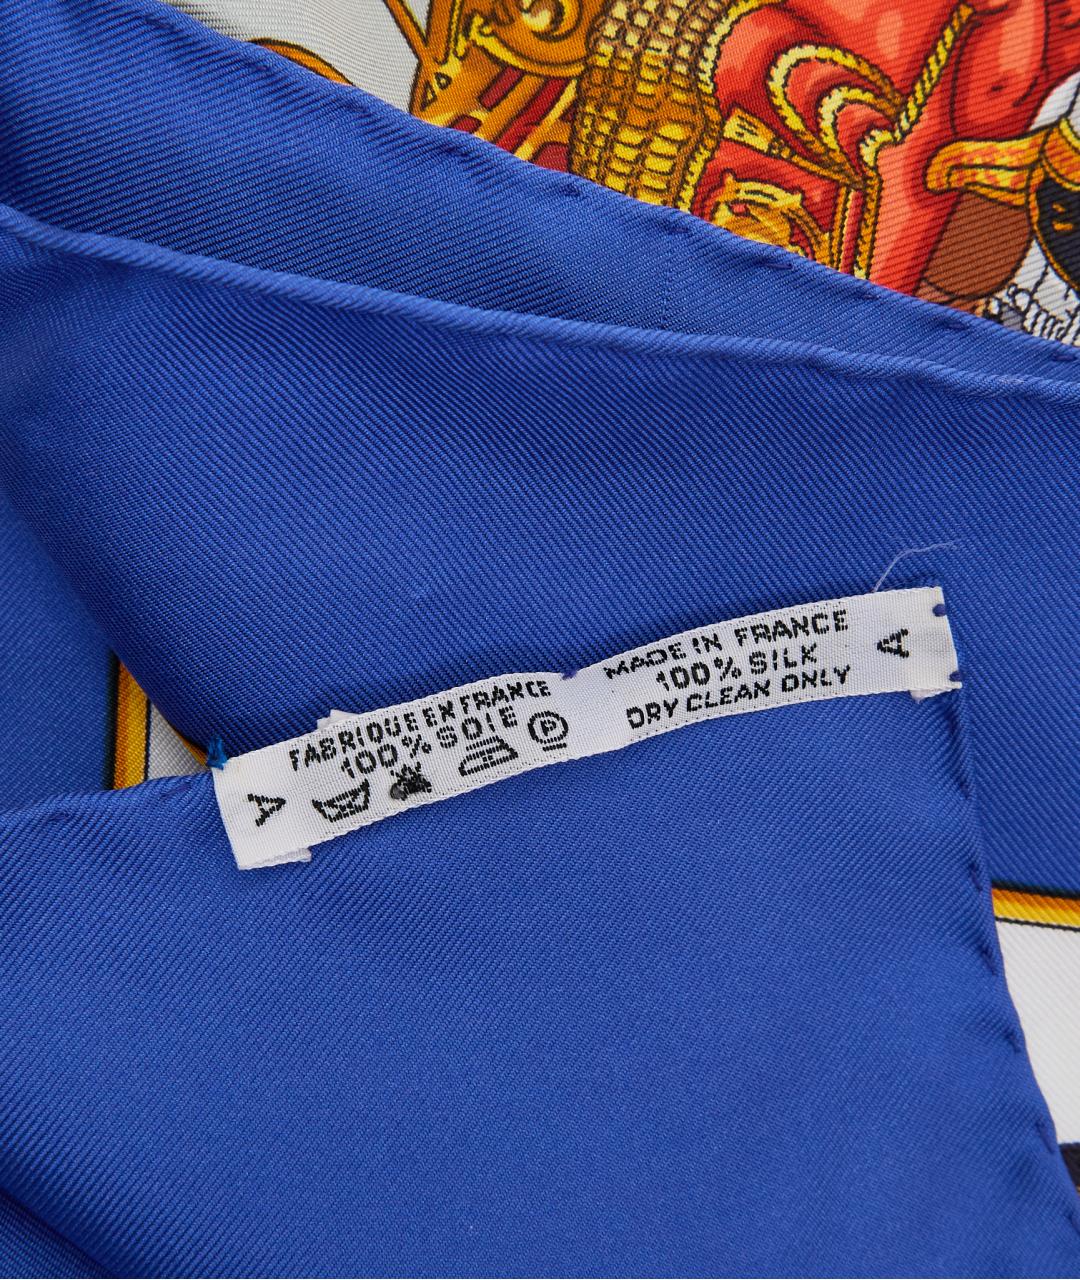 A
FABRIQUE EN FRANCE
100% SOIE
P
MADE IN FRANCE
100% SILK
DRY CLEAN ONLY
A